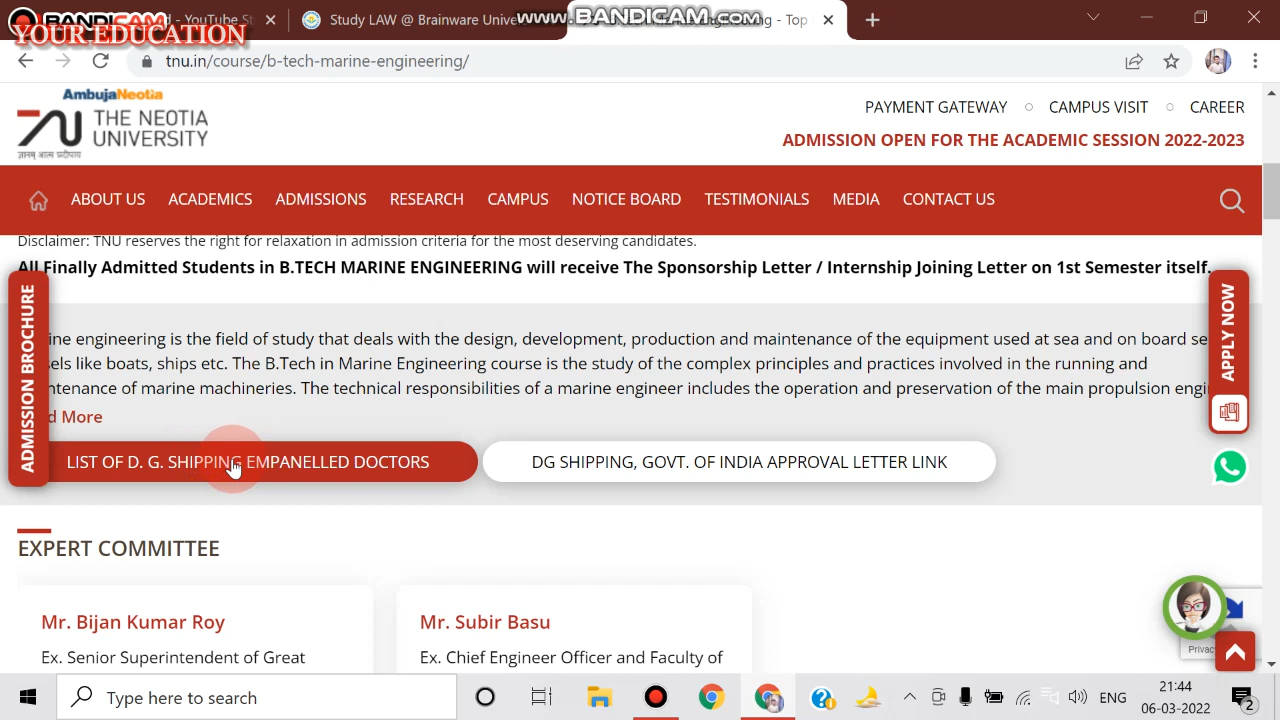 www.BANDICAM.com
YOUR EDUCATION
YouTube
Study LAW @ Brainware Unive
- Top
tnu.in/course/b-tech-marine-engineering/
AmbujaNeotia
THE NEOTIA
UNIVERSITY
ज्ञानम् आत्म प्रदीपाय
PAYMENT GATEWAY
CAMPUS VISIT
CAREER
ADMISSION OPEN FOR THE ACADEMIC SESSION 2022-2023
ABOUT US
ACADEMICS
ADMISSIONS
RESEARCH
CAMPUS
NOTICE BOARD
TESTIMONIALS
MEDIA
CONTACT US
Disclaimer: TNU reserves the right for relaxation in admission criteria for the most deserving candidates.
All Finally Admitted Students in B.TECH MARINE ENGINEERING will receive The Sponsorship Letter / Internship Joining Letter on 1st Semester itself.
ine engineering is the field of study that deals with the design, development, production and maintenance of the equipment used at sea and on board se
sels like boats, ships etc. The B.Tech in Marine Engineering course is the study of the complex principles and practices involved in the running and
ntenance of marine machineries. The technical responsibilities of a marine engineer includes the operation and preservation of the main propulsion engin
d More
ADMISSION BROCHURE
APPLY NOW
LIST OF D. G. SHIPPING EMPANELLED DOCTORS
DG SHIPPING, GOVT. OF INDIA APPROVAL LETTER LINK
EXPERT COMMITTEE
Mr. Bijan Kumar Roy
Mr. Subir Basu
Ex. Senior Superintendent of Great
Ex. Chief Engineer Officer and Faculty of
Privac
Type here to search
ENG
21:44
06-03-2022
2